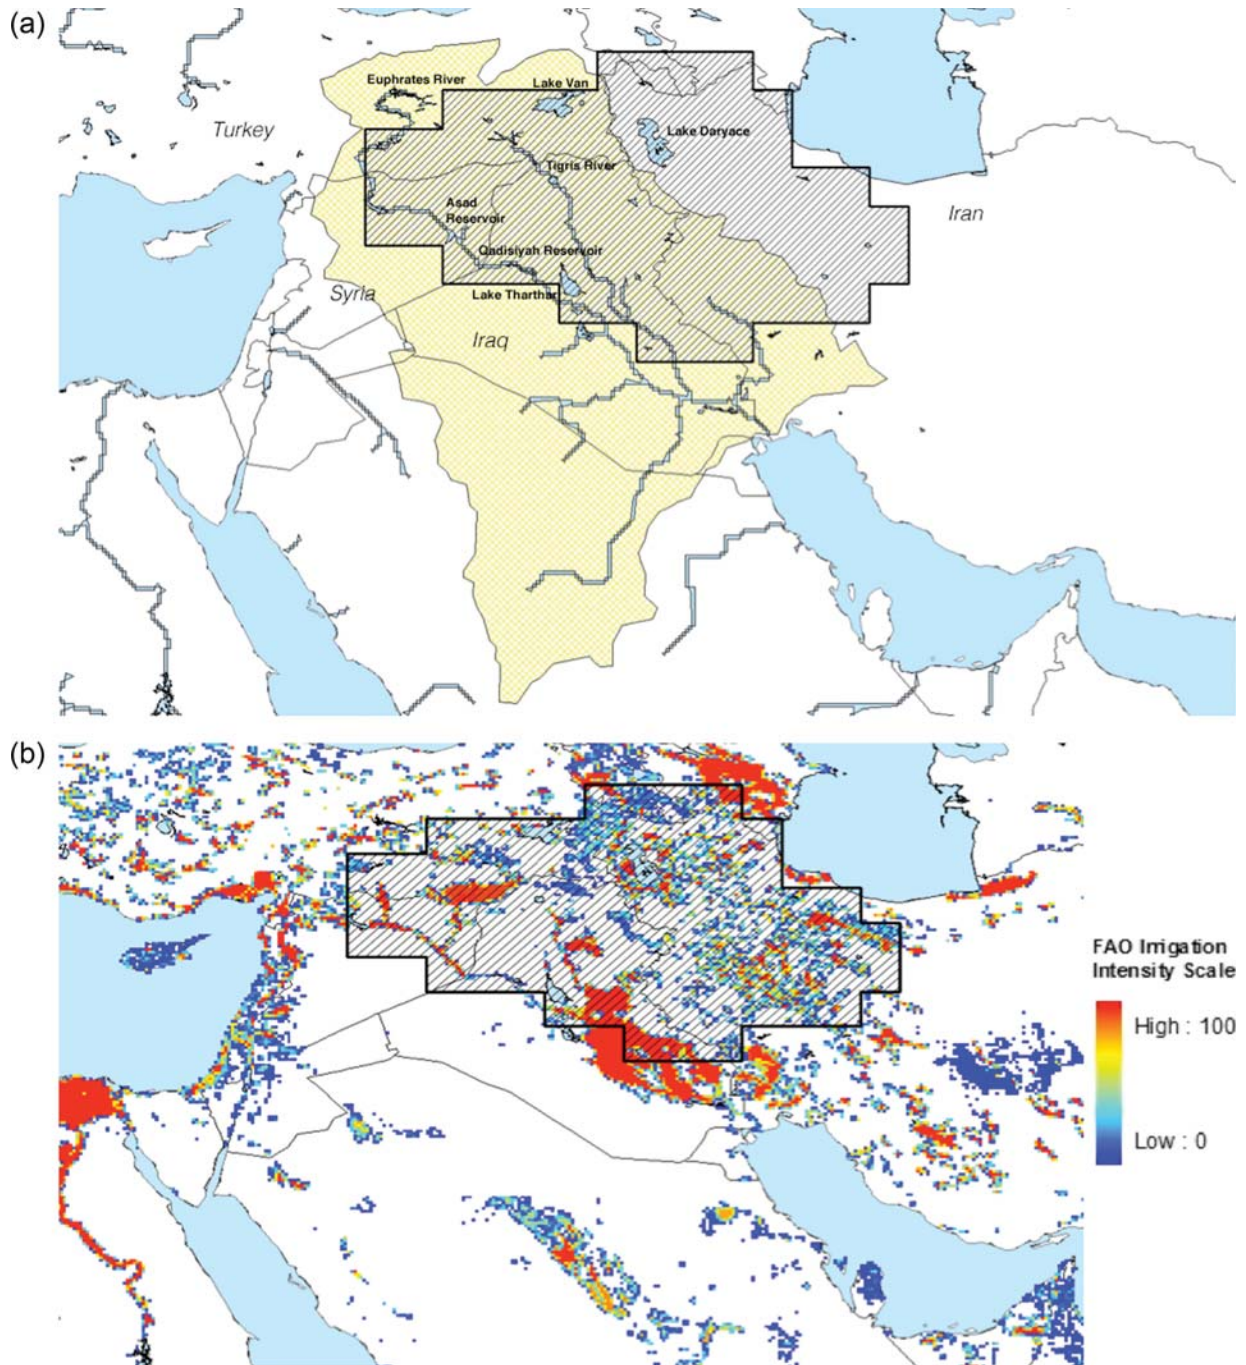 (a)
Euphrates River
Lake Van
Turkey
Lake Daryace
Tigris River
Asad
Reservoir
Iran
Qadisiyah Reservoir
Syria
Lake Tharthar
Iraq
(b)
FAO Irrigation
Intensity Scale
High : 100
Low : 0